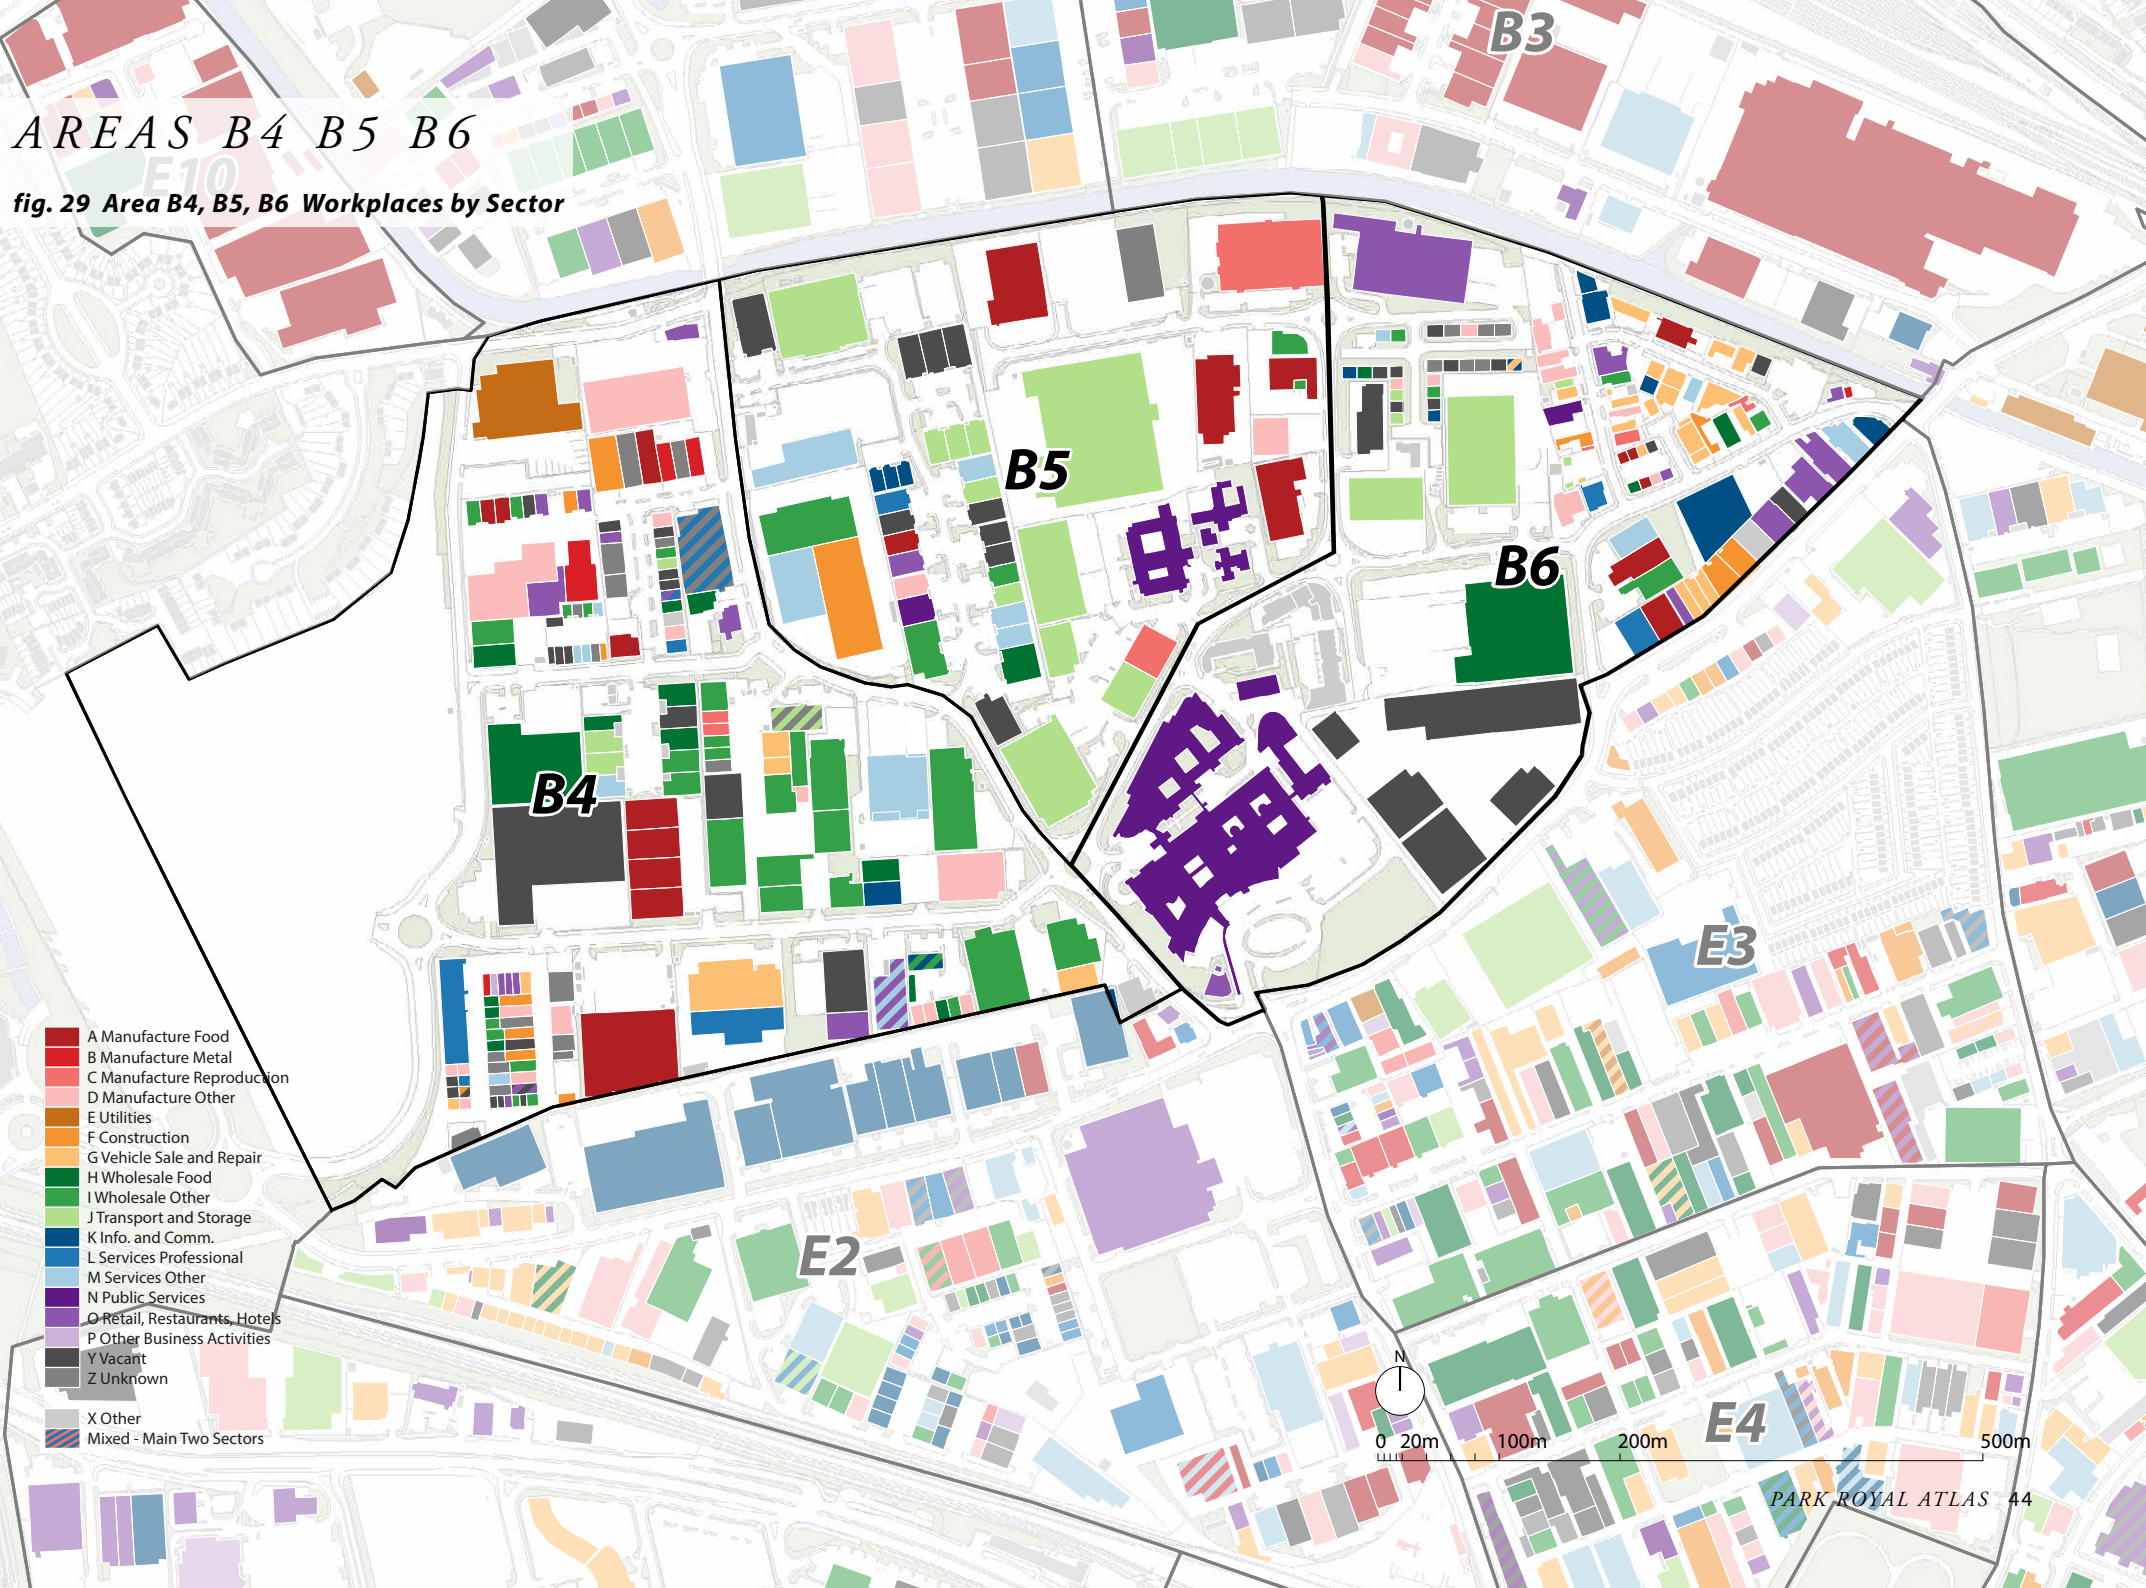 B3
AREAS B4 B5 B6
E10
fig. 29 Area B4, B5, B6 Workplaces by Sector
B5
B6
B4
E3
A Manufacture Food
B Manufacture Metal
C Manufacture Reproduction
D Manufacture Other
E Utilities
F Construction
G Vehicle Sale and Repair
H Wholesale Food
I Wholesale Other
J Transport and Storage
K Info. and Comm.
L Services Professional
M Services Other
N Public Services
O Retail, Restaurants, Hotels
P Other Business Activities
Y Vacant
Z Unknown
X Other
Mixed - Main Two Sectors
E2
E4
N
0 20m 100m 200m 500m
PARK ROYAL ATLAS 44